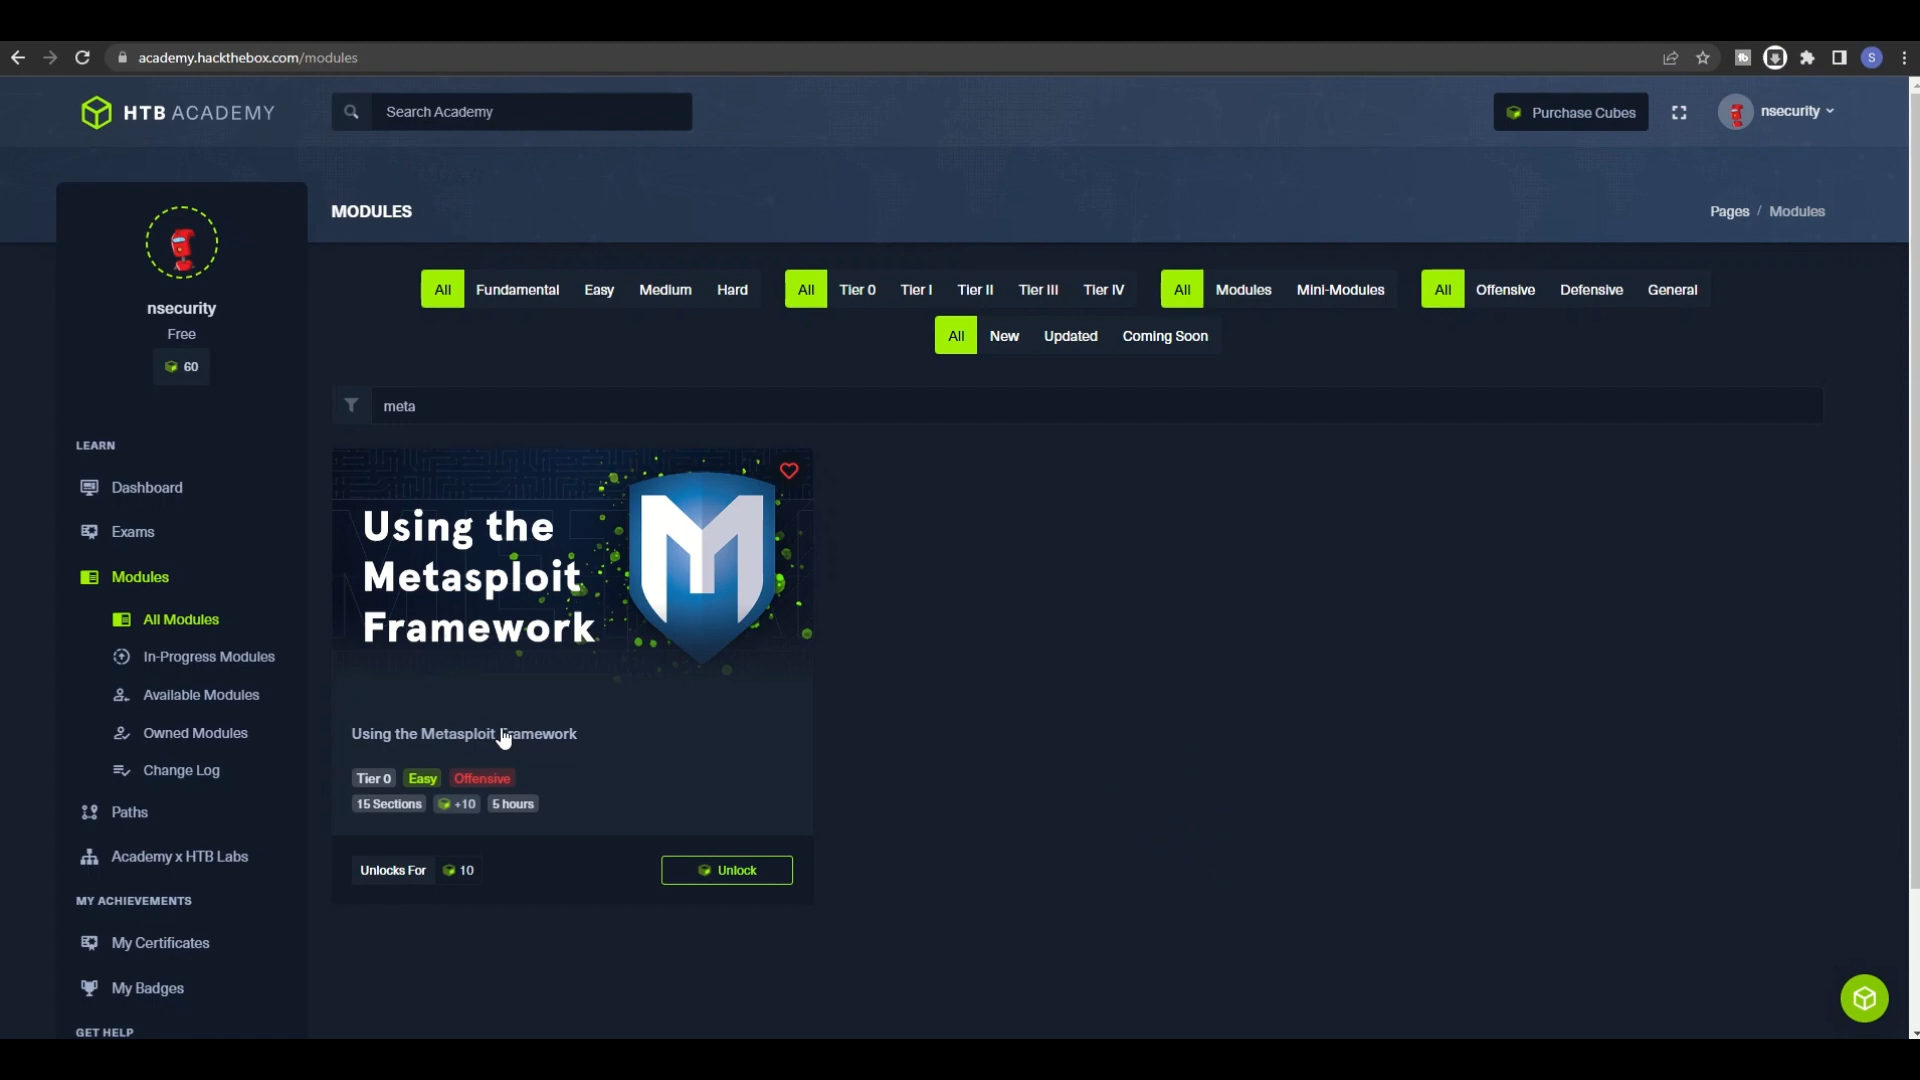 academy.hackthebox.com/modules
S
HTB ACADEMY
Search Academy
Purchase Cubes
nsecurity
MODULES
Pages / Modules
nsecurity
Free
60
All Fundamental Easy Medium Hard
All Tier 0 Tier I Tier II Tier III Tier IV
All Modules Mini-Modules
All Offensive Defensive General
All New Updated Coming Soon
meta
LEARN
Dashboard
Exams
Modules
All Modules
In-Progress Modules
Available Modules
Owned Modules
Change Log
Paths
Academy x HTB Labs
MY ACHIEVEMENTS
My Certificates
My Badges
GET HELP
Using the
Metasploit
Framework
Using the Metasploit Framework
Tier 0 Easy Offensive
15 Sections +10 5 hours
Unlocks For 10
Unlock